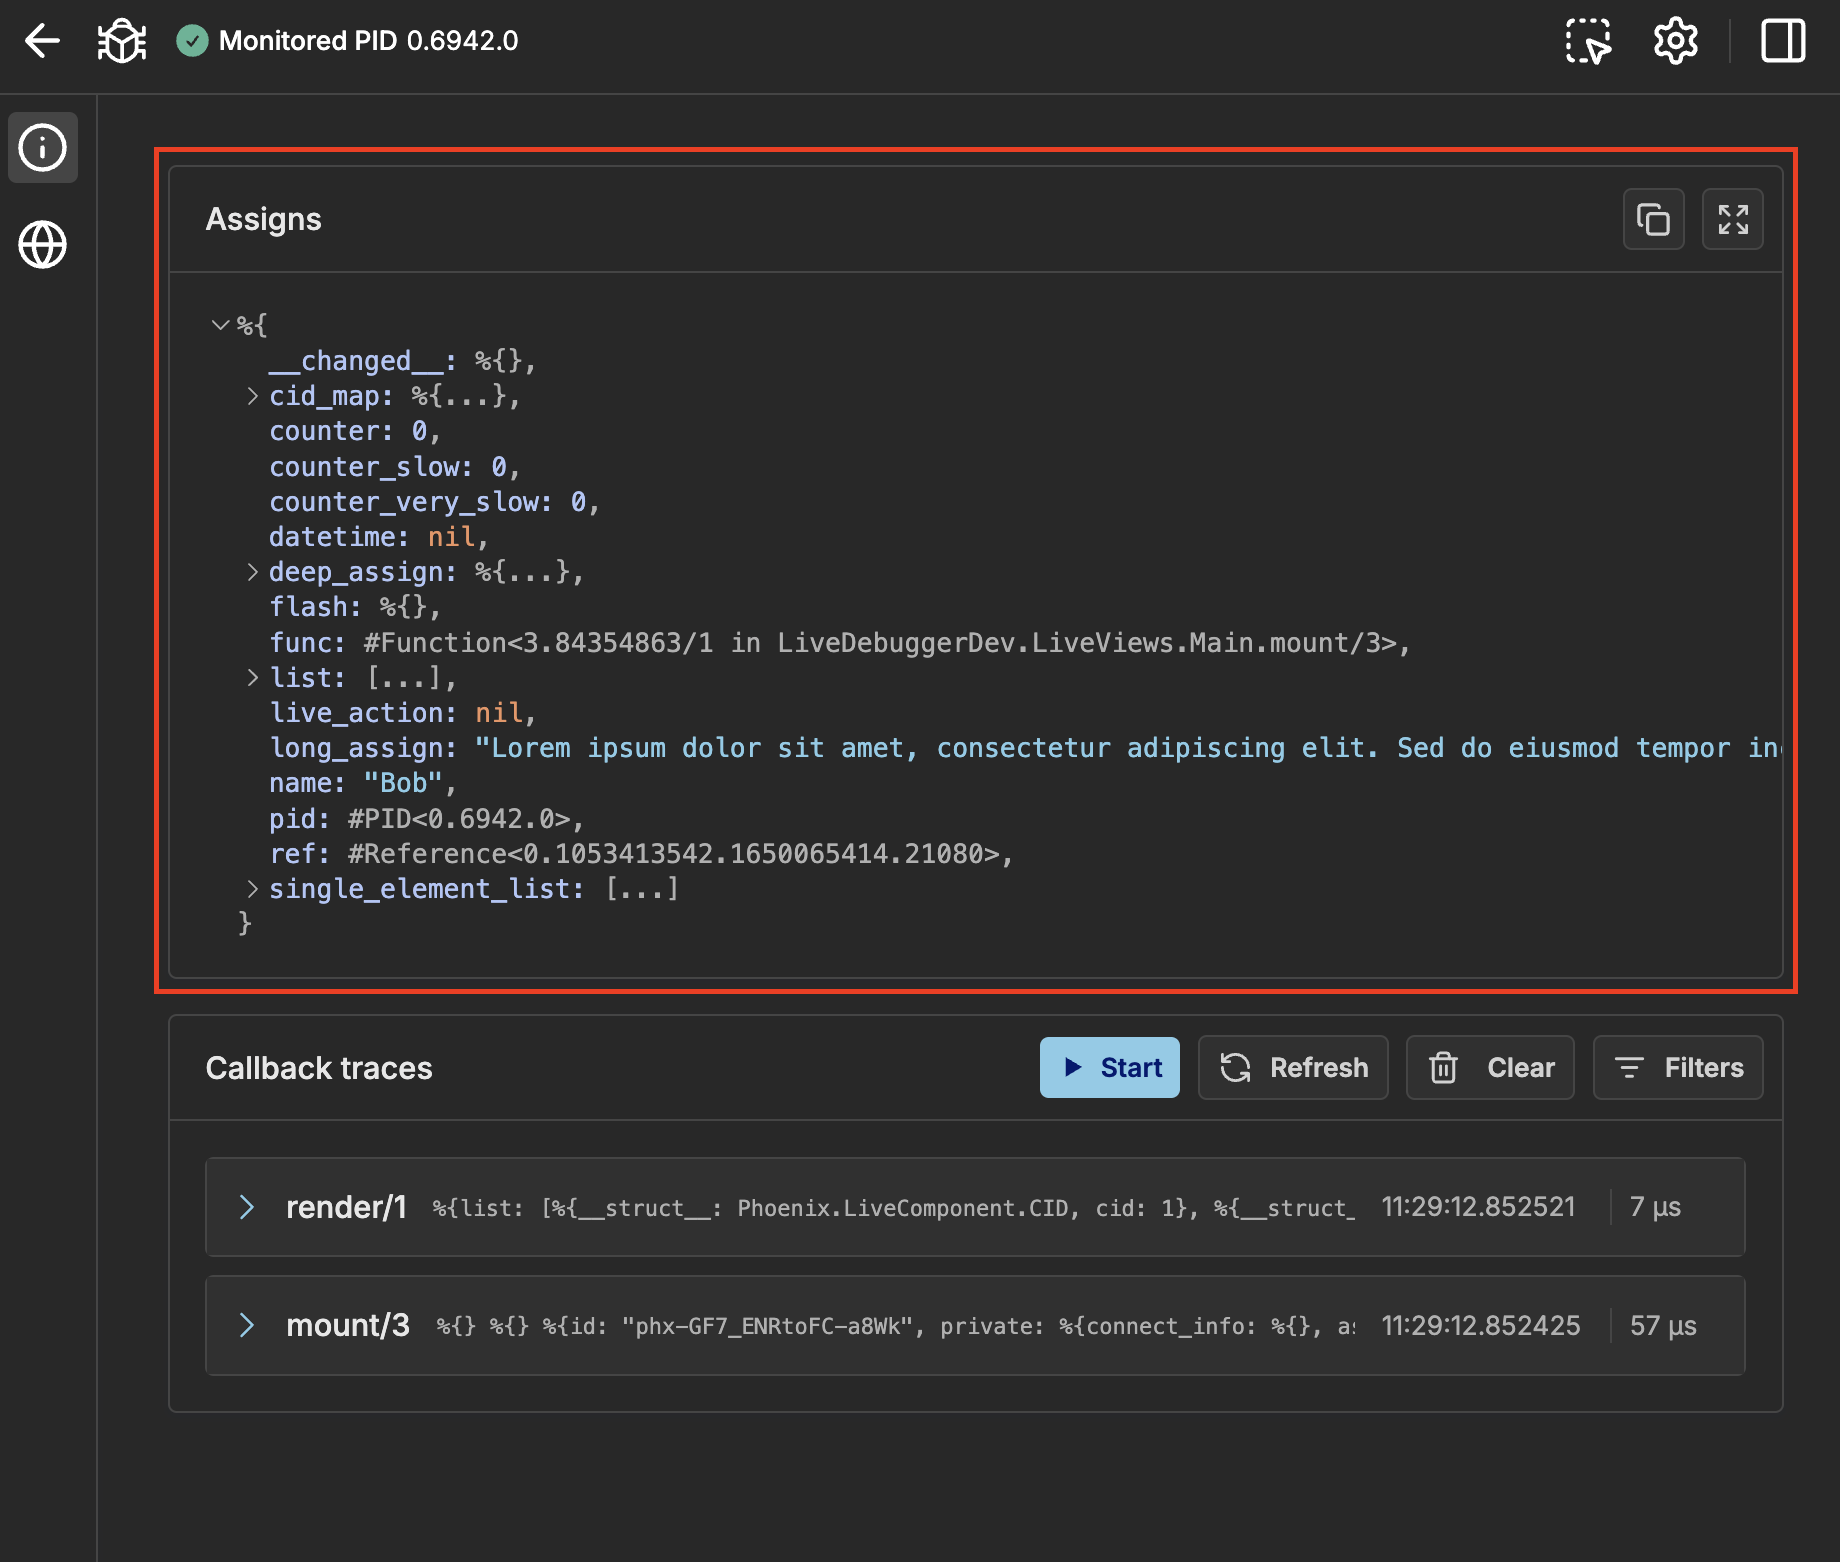 Monitored PID 0.6942.0
Assigns
%{
__changed__: %{},
cid_map: %{...},
counter: 0,
counter_slow: 0,
counter_very_slow: 0,
datetime: nil,
deep_assign: %{...},
flash: %{},
func: #Function<3.84354863/1 in LiveDebuggerDev.LiveViews.Main.mount/3>,
list: [...],
live_action: nil,
long_assign: "Lorem ipsum dolor sit amet, consectetur adipiscing elit. Sed do eiusmod tempor in
name: "Bob",
pid: #PID<0.6942.0>,
ref: #Reference<0.1053413542.1650065414.21080>,
single_element_list: [...]
}
Callback traces Start Refresh Clear Filters
render/1 %{list: [%{__struct__: Phoenix.LiveComponent.CID, cid: 1}, %{__struct_ 11:29:12.852521 7 µs
mount/3 %{} %{} %{id: "phx-GF7_ENRtoFC-a8Wk", private: %{connect_info: %{}, a 11:29:12.852425 57 µs